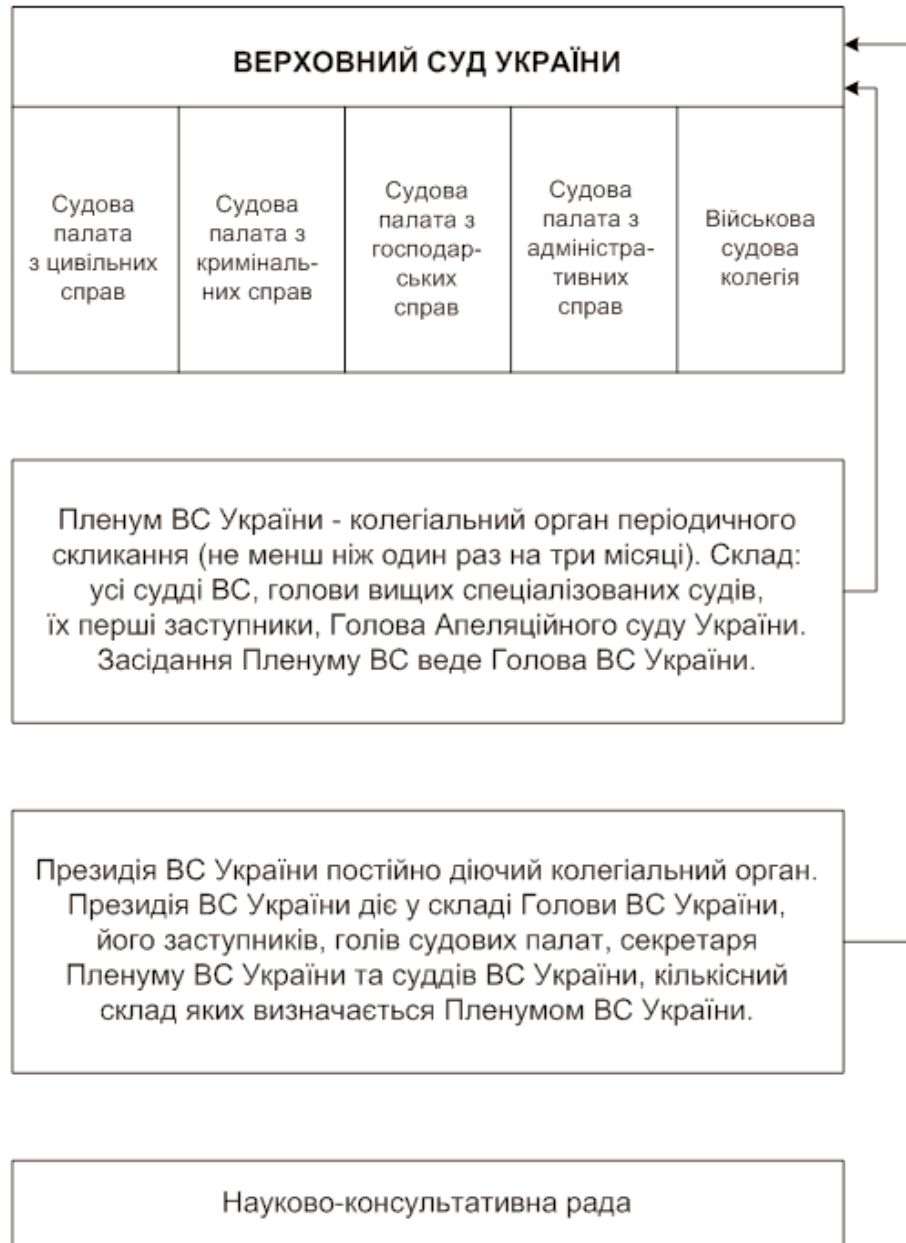 ВЕРХОВНИЙ СУД УКРАЇНИ
Судова
палата
з цивільних
справ
Судова
палата з
криміналь-
них справ
Судова
палата з
господар-
ських
справ
Судова
палата з
адміністра-
тивних
справ
Військова
судова
колегія
Пленум ВС України - колегіальний орган періодичного
скликання (не менш ніж один раз на три місяці). Склад:
усі судді ВС, голови вищих спеціалізованих судів,
їх перші заступники, Голова Апеляційного суду України.
Засідання Пленуму ВС веде Голова ВС України.
Президія ВС України постійно діючий колегіальний орган.
Президія ВС України діє у складі Голови ВС України,
його заступників, голів судових палат, секретаря
Пленуму ВС України та суддів ВС України, кількісний
склад яких визначається Пленумом ВС України.
Науково-консультативна рада